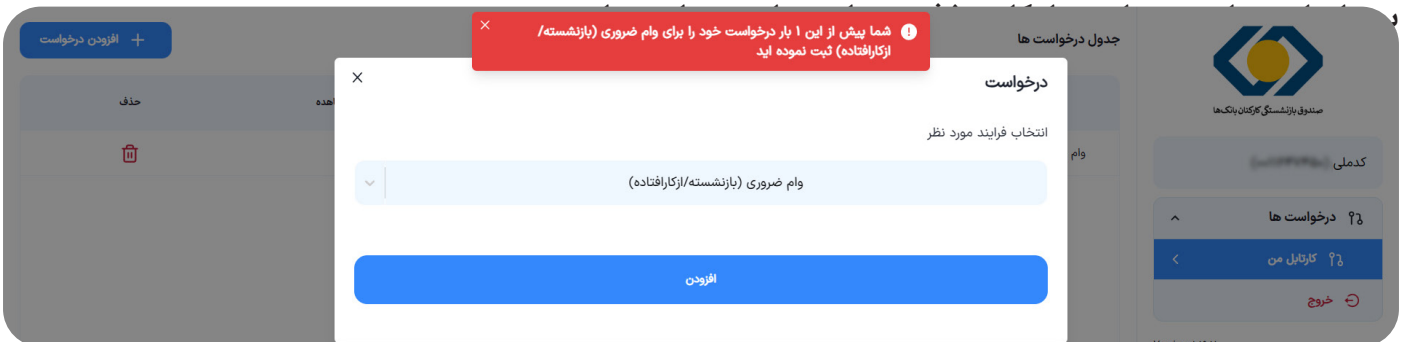 شما پیش از این ۱ بار درخواست خود را برای وام ضروری (بازنشسته/
ازکارافتاده) ثبت نموده اید
جدول درخواست ها
افزودن درخواست
درخواست
انتخاب فرایند مورد نظر
وام ضروری (بازنشسته/ازکارافتاده)
افزودن
حذف
وام
صندوق بازنشستگی کارکنان بانک‌ها
کدملی
درخواست ها
کارتابل من
خروج